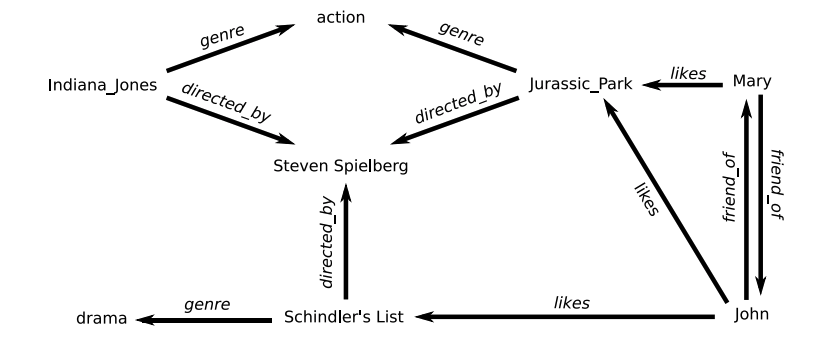 action
genre
genre
Indiana_Jones
Jurassic_Park
likes
Mary
directed_by
directed_by
Steven Spielberg
friend_of
friend_of
likes
directed_by
drama
genre
Schindler's List
likes
John